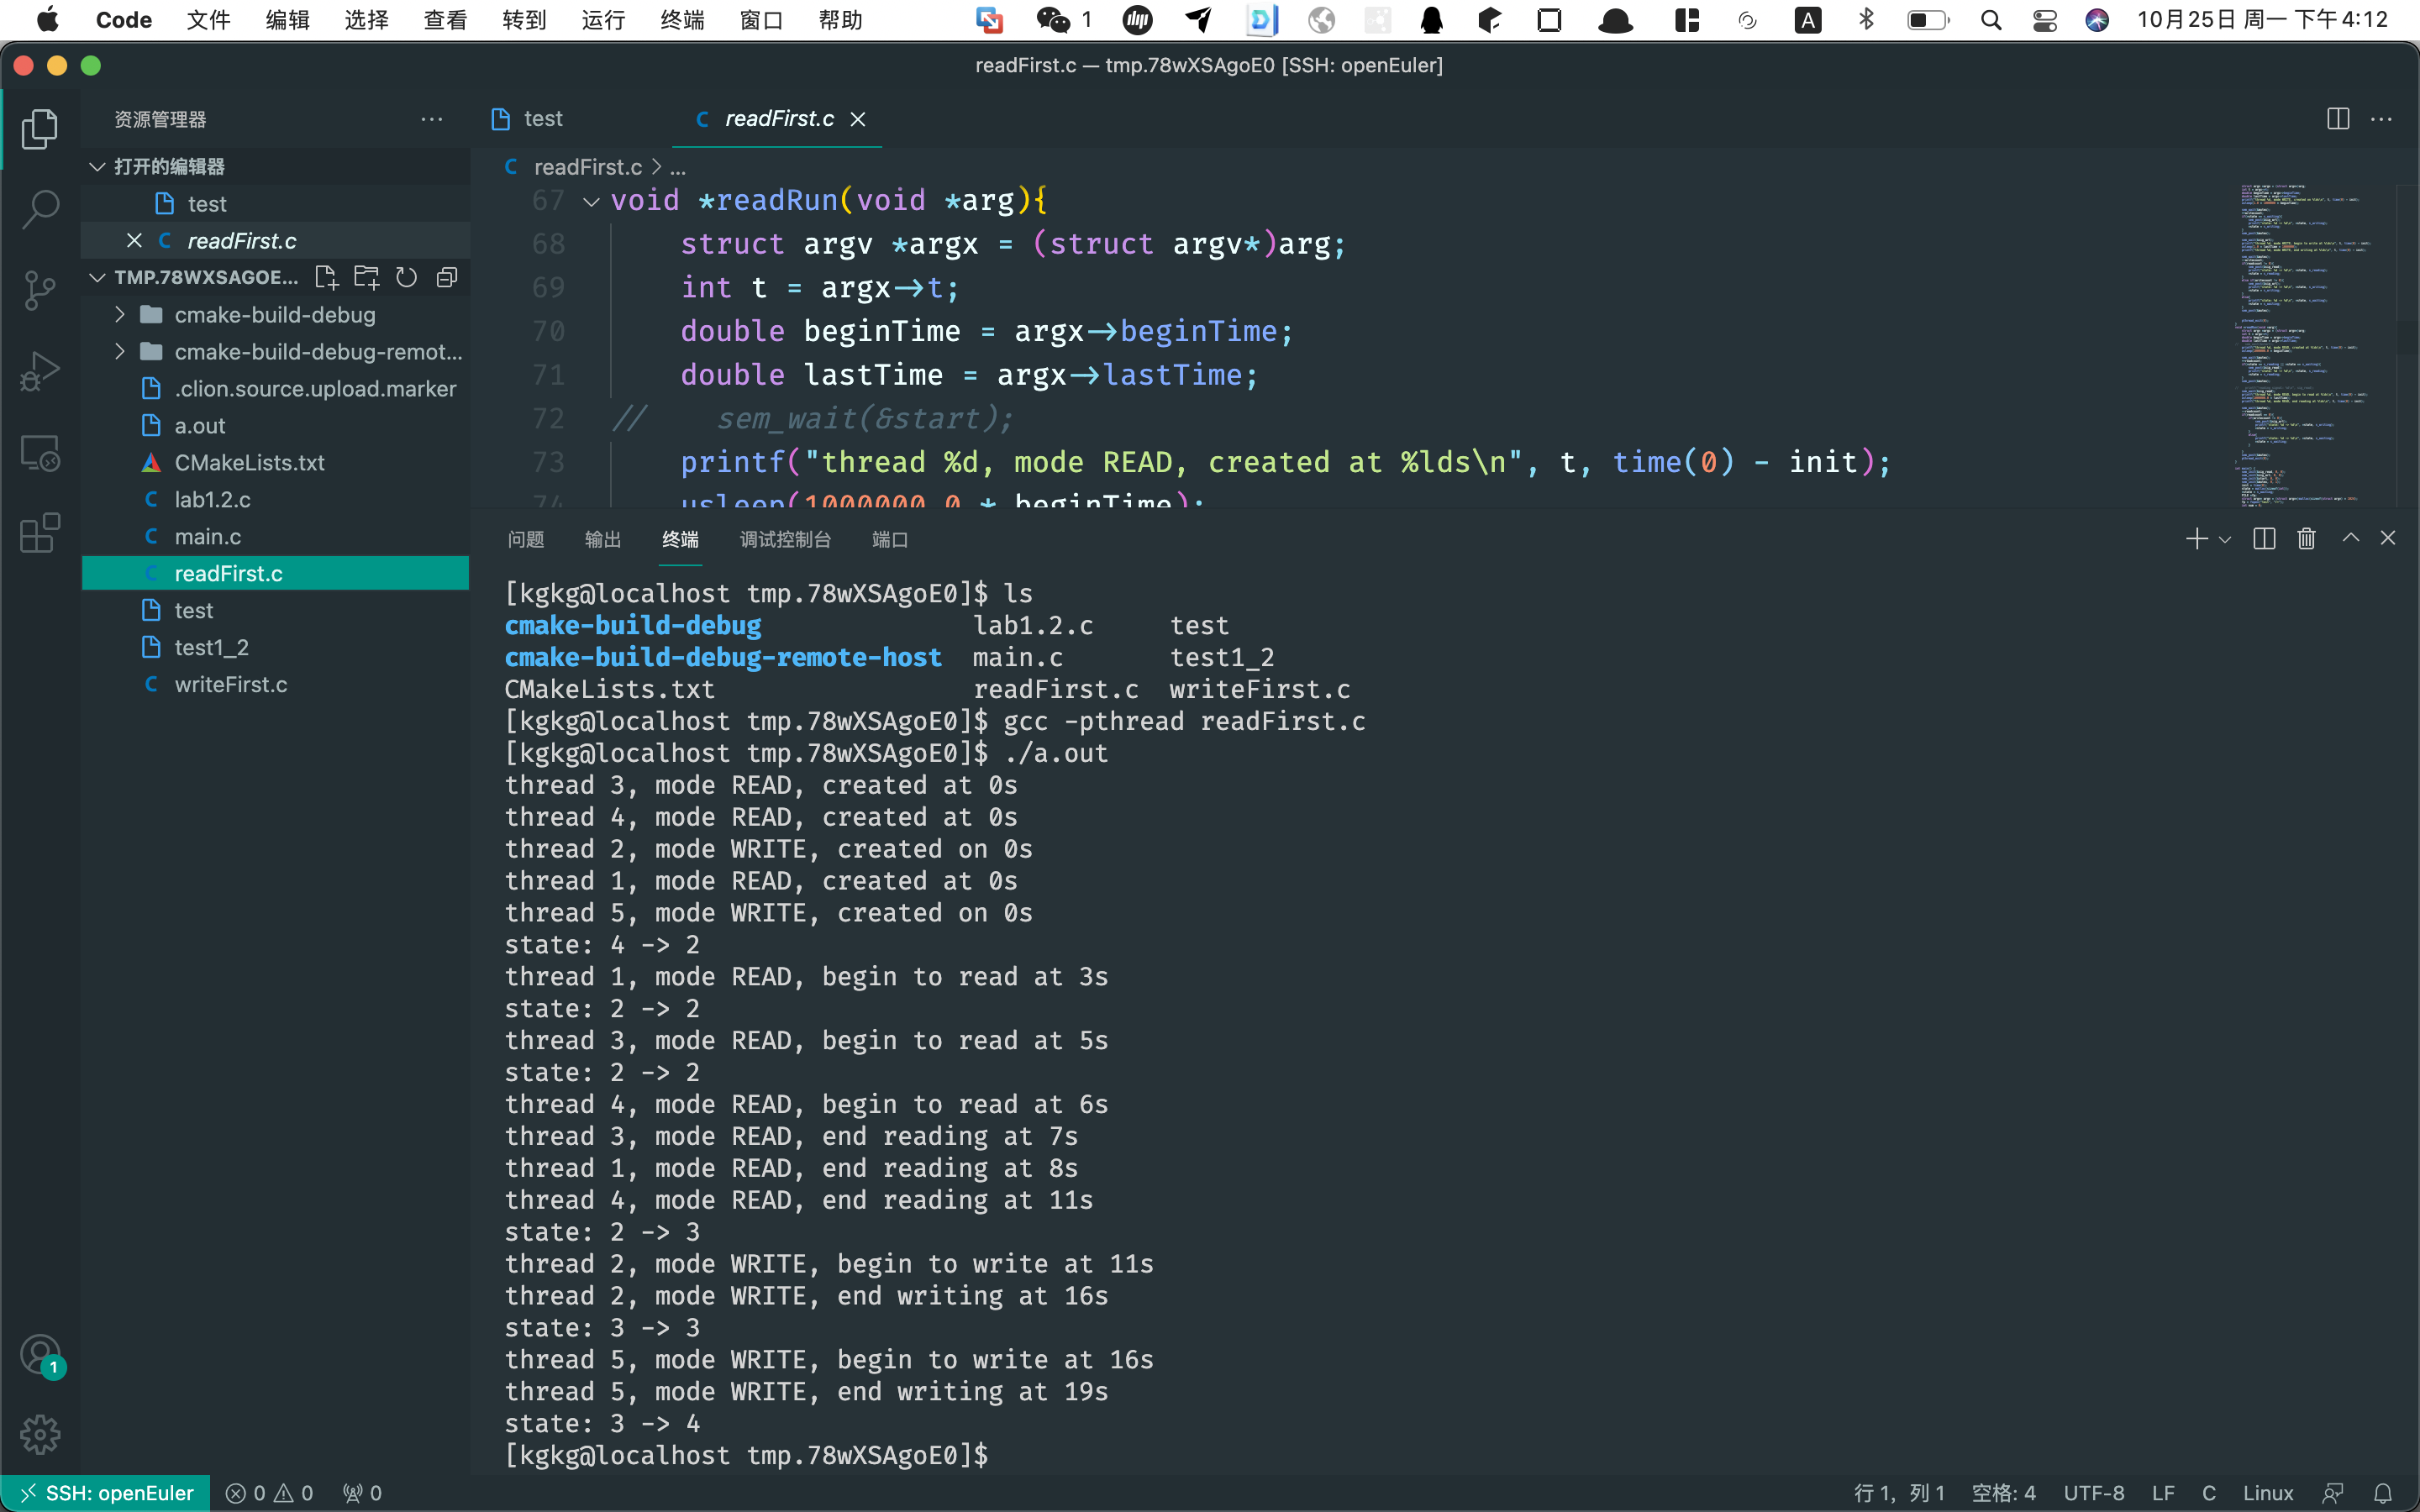 Code 文件 编辑 选择 查看 转到 运行 终端 窗口 帮助 1 A 10月25日 周一 下午4:12
readFirst.c — tmp.78wXSAgoE0 [SSH: openEuler]
资源管理器
打开的编辑器
test
readFirst.c
TMP.78WXSAGOE...
cmake-build-debug
cmake-build-debug-remot...
.clion.source.upload.marker
a.out
CMakeLists.txt
lab1.2.c
main.c
readFirst.c
test
test1_2
writeFirst.c
test readFirst.c
readFirst.c > ...
67 void *readRun(void *arg){
68 struct argv *argx = (struct argv*)arg;
69 int t = argx->t;
70 double beginTime = argx->beginTime;
71 double lastTime = argx->lastTime;
72 // sem_wait(&start);
73 printf("thread %d, mode READ, created at %lds\n", t, time(0) - init);
74 usleep(1000000.0 * beginTime);
问题 输出 终端 调试控制台 端口
[kgkg@localhost tmp.78wXSAgoE0]$ ls
cmake-build-debug lab1.2.c test
cmake-build-debug-remote-host main.c test1_2
CMakeLists.txt readFirst.c writeFirst.c
[kgkg@localhost tmp.78wXSAgoE0]$ gcc -pthread readFirst.c
[kgkg@localhost tmp.78wXSAgoE0]$ ./a.out
thread 3, mode READ, created at 0s
thread 4, mode READ, created at 0s
thread 2, mode WRITE, created on 0s
thread 1, mode READ, created at 0s
thread 5, mode WRITE, created on 0s
state: 4 -> 2
thread 1, mode READ, begin to read at 3s
state: 2 -> 2
thread 3, mode READ, begin to read at 5s
state: 2 -> 2
thread 4, mode READ, begin to read at 6s
thread 3, mode READ, end reading at 7s
thread 1, mode READ, end reading at 8s
thread 4, mode READ, end reading at 11s
state: 2 -> 3
thread 2, mode WRITE, begin to write at 11s
thread 2, mode WRITE, end writing at 16s
state: 3 -> 3
thread 5, mode WRITE, begin to write at 16s
thread 5, mode WRITE, end writing at 19s
state: 3 -> 4
[kgkg@localhost tmp.78wXSAgoE0]$
1
SSH: openEuler 0 0 0 行 1, 列 1 空格: 4 UTF-8 LF C Linux